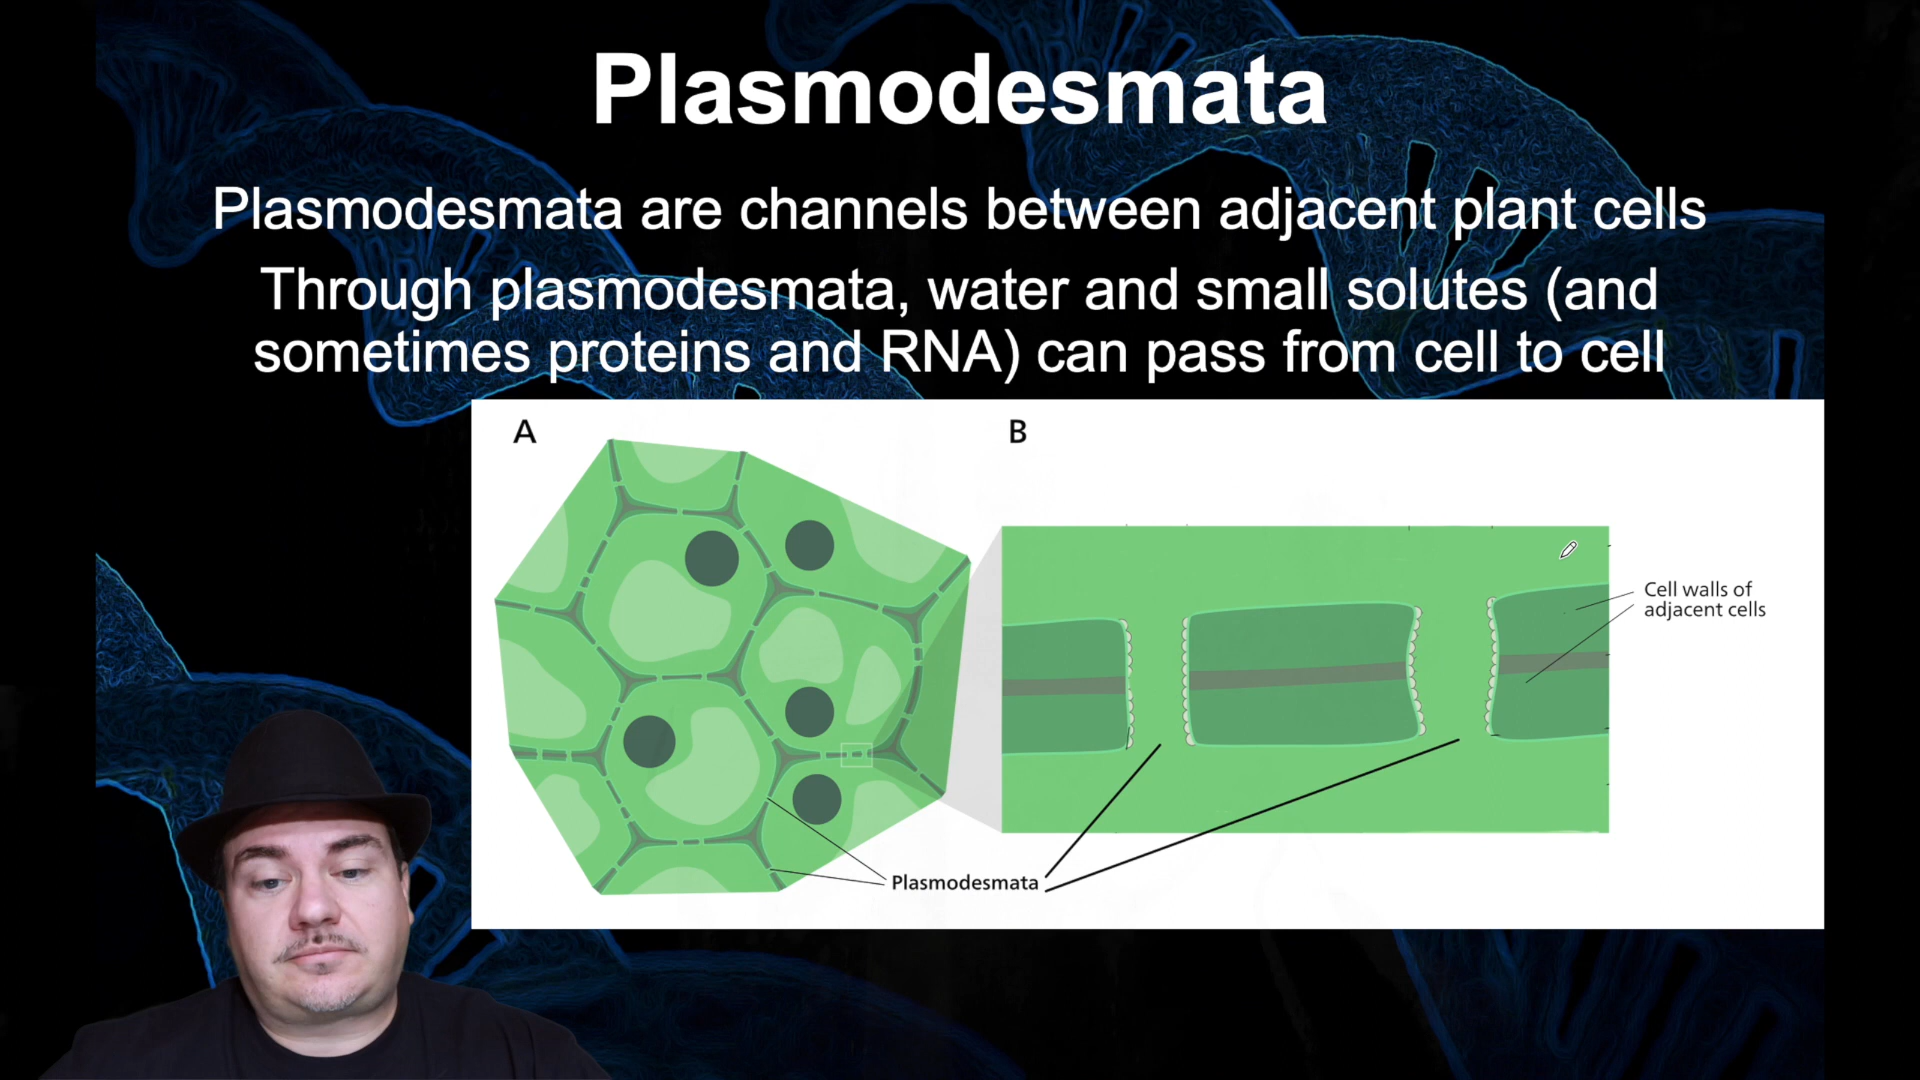 Plasmodesmata
Plasmodesmata are channels between adjacent plant cells
Through plasmodesmata, water and small solutes (and
sometimes proteins and RNA) can pass from cell to cell
A
B
Cell walls of
adjacent cells
Plasmodesmata